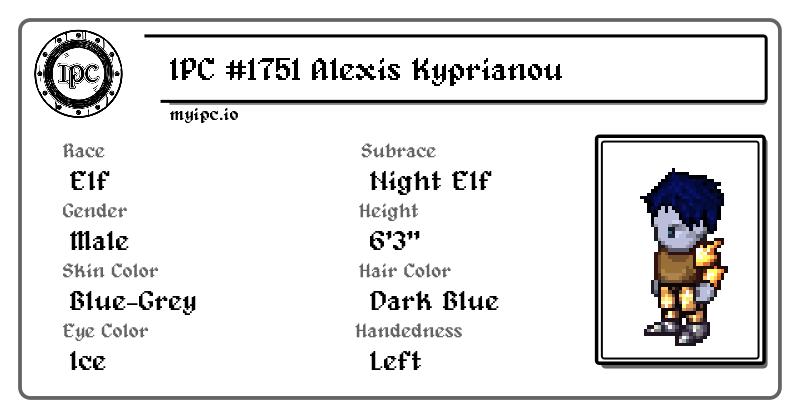 IPC
IPC #1751 Alexis Kyprianou
myipc.io
Race
Elf
Subrace
Night Elf
Gender
Male
Height
6'3"
Skin Color
Blue-Grey
Hair Color
Dark Blue
Eye Color
Ice
Handedness
Left